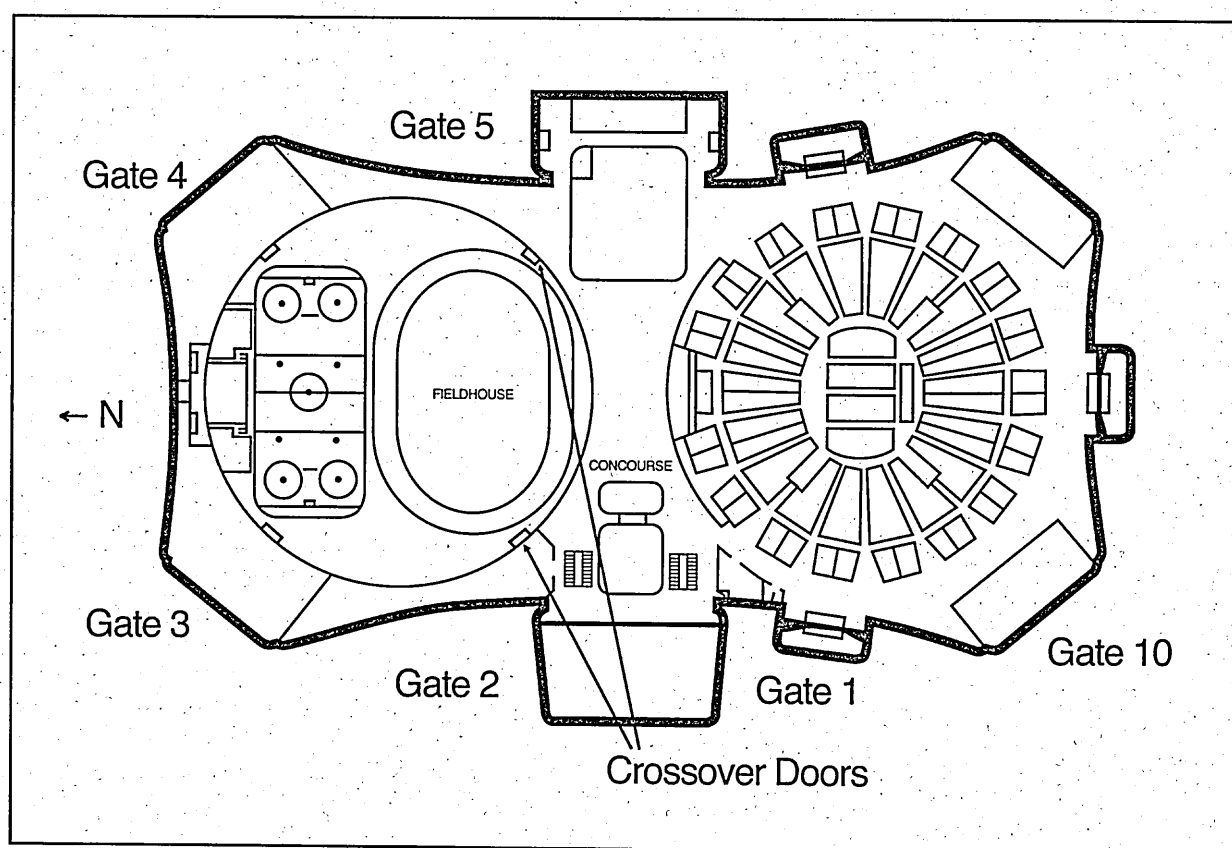 Gate 5
Gate 4
← N
FIELDHOUSE
CONCOURSE
Gate 3
Gate 2
Gate 1
Gate 10
Crossover Doors